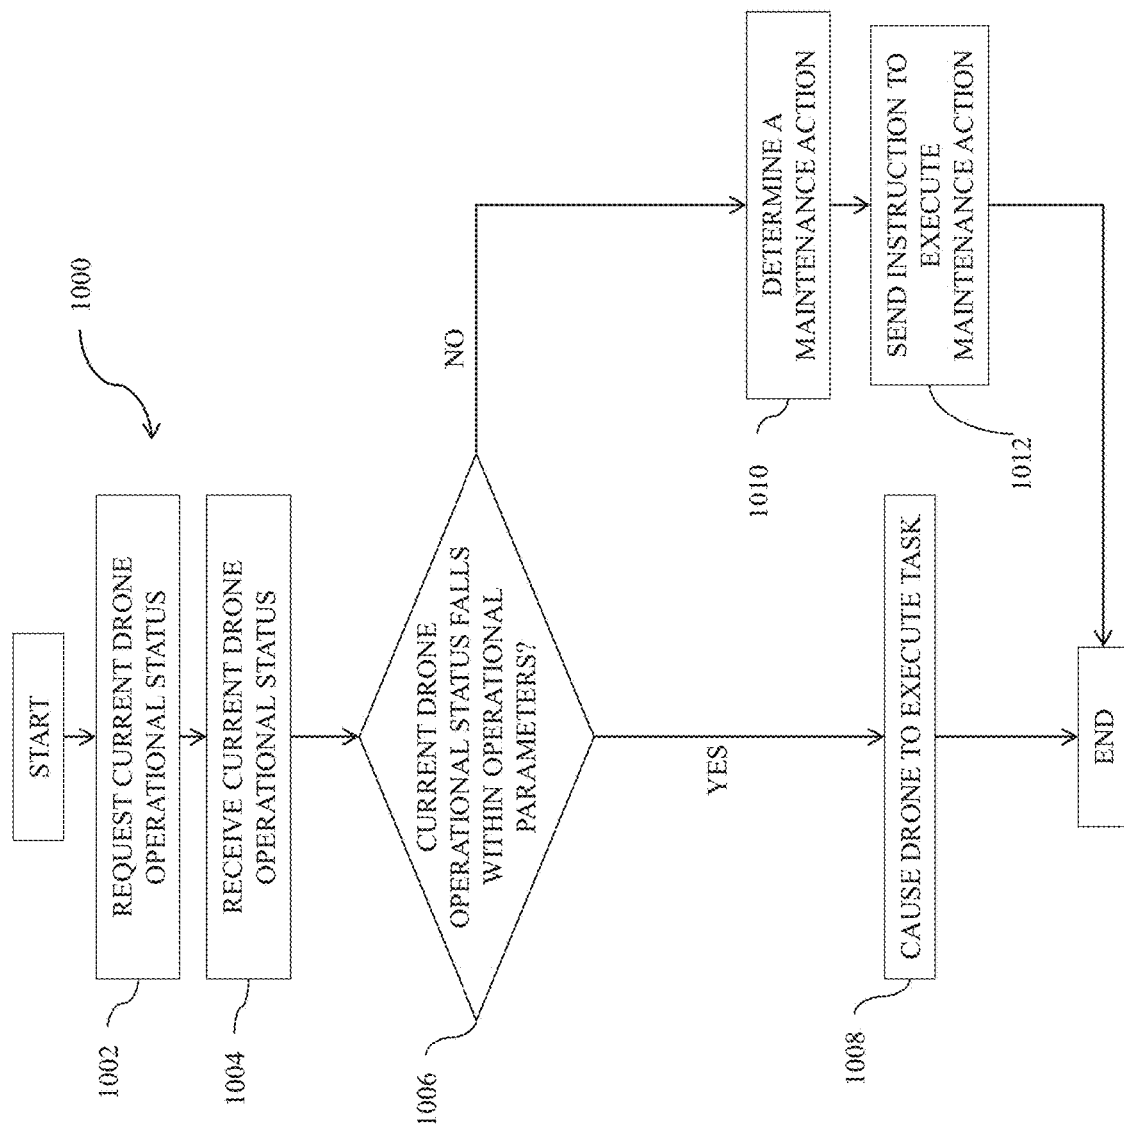 1000
START
REQUEST CURRENT DRONE
OPERATIONAL STATUS
1002
RECEIVE CURRENT DRONE
OPERATIONAL STATUS
1004
CURRENT DRONE
OPERATIONAL STATUS FALLS
WITHIN OPERATIONAL
PARAMETERS?
1006
NO
YES
DETERMINE A
MAINTENANCE ACTION
1010
SEND INSTRUCTION TO
EXECUTE
MAINTENANCE ACTION
1012
CAUSE DRONE TO EXECUTE TASK
1008
END